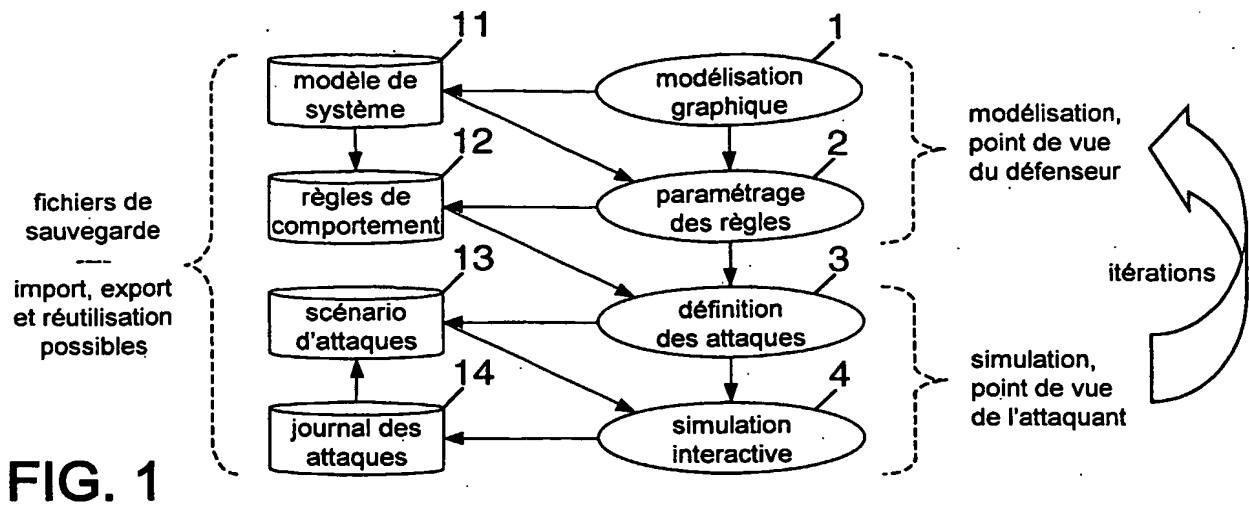 11
modèle de
système
1
modélisation
graphique
12
règles de
comportement
2
paramétrage
des règles
13
scénario
d'attaques
3
définition
des attaques
14
journal des
attaques
4
simulation
interactive
fichiers de
sauvegarde
import, export
et réutilisation
possibles
modélisation,
point de vue
du défenseur
simulation,
point de vue
de l'attaquant
itérations
FIG. 1